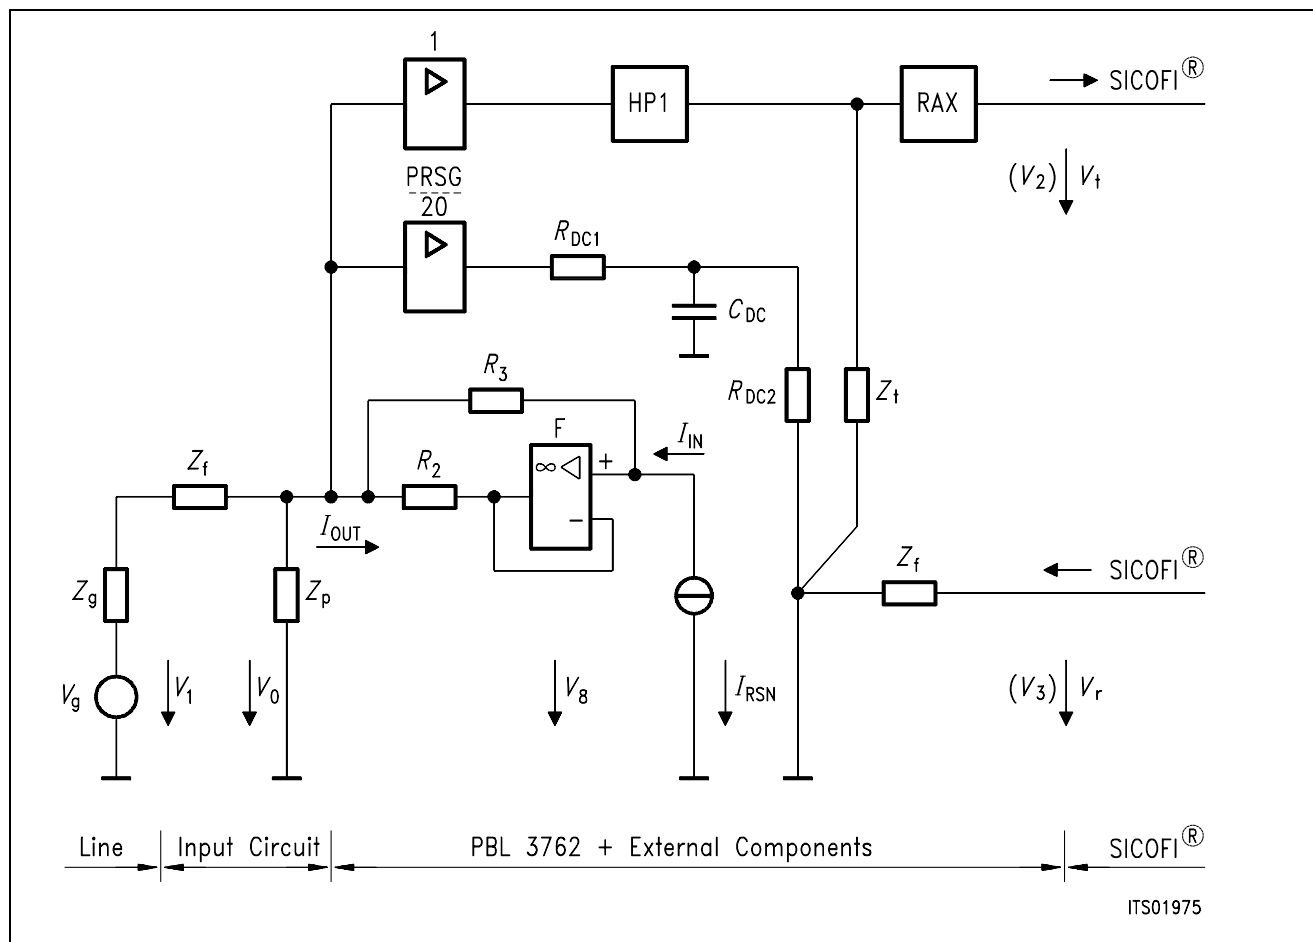 1
HP1
RAX
SICOFI®
PRSG
20
(V2) Vt
RDC1
CDC
R3
RDC2
Zt
F
IIN
∞
+
−
Zf
R2
IOUT
Zf
SICOFI®
Zg
Zp
Vg
V1
V0
V8
IRSN
(V3) Vr
Line
Input Circuit
PBL 3762 + External Components
SICOFI®
ITS01975